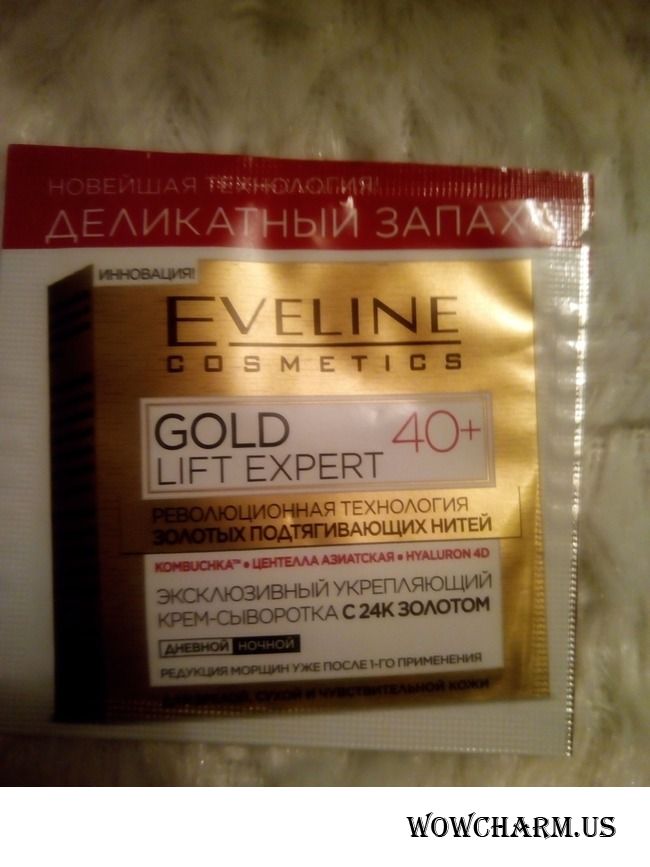 НОВЕЙШАЯ ТЕХНОЛОГИЯ!
ДЕЛИКАТНЫЙ ЗАПАХ
ИННОВАЦИЯ!
EVELINE
COSMETICS
GOLD 40+
LIFT EXPERT
РЕВОЛЮЦИОННАЯ ТЕХНОЛОГИЯ
ЗОЛОТЫХ ПОДТЯГИВАЮЩИХ НИТЕЙ
KOMBUCHKA™ • ЦЕНТЕЛЛА АЗИАТСКАЯ • HYALURON 4D
ЭКСКЛЮЗИВНЫЙ УКРЕПЛЯЮЩИЙ
КРЕМ-СЫВОРОТКА С 24К ЗОЛОТОМ
ДНЕВНОЙ НОЧНОЙ
РЕДУКЦИЯ МОРЩИН УЖЕ ПОСЛЕ 1-ГО ПРИМЕНЕНИЯ
СУХОЙ И ЧУВСТВИТЕЛЬНОЙ КОЖИ
WOWCHARM.US